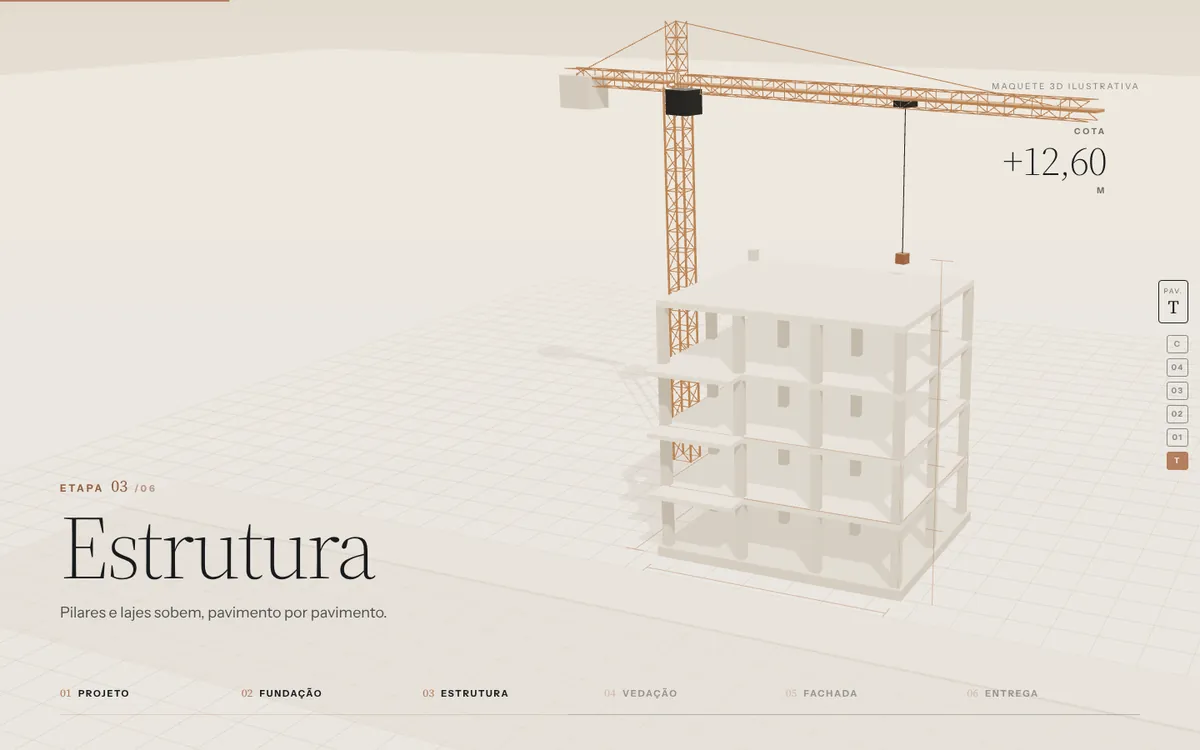 MAQUETE 3D ILUSTRATIVA
COTA
+12,60
M
PAV.
T
C
04
03
02
01
T
ETAPA 03 /06
Estrutura
Pilares e lajes sobem, pavimento por pavimento.
01 PROJETO
02 FUNDAÇÃO
03 ESTRUTURA
04 VEDAÇÃO
05 FACHADA
06 ENTREGA